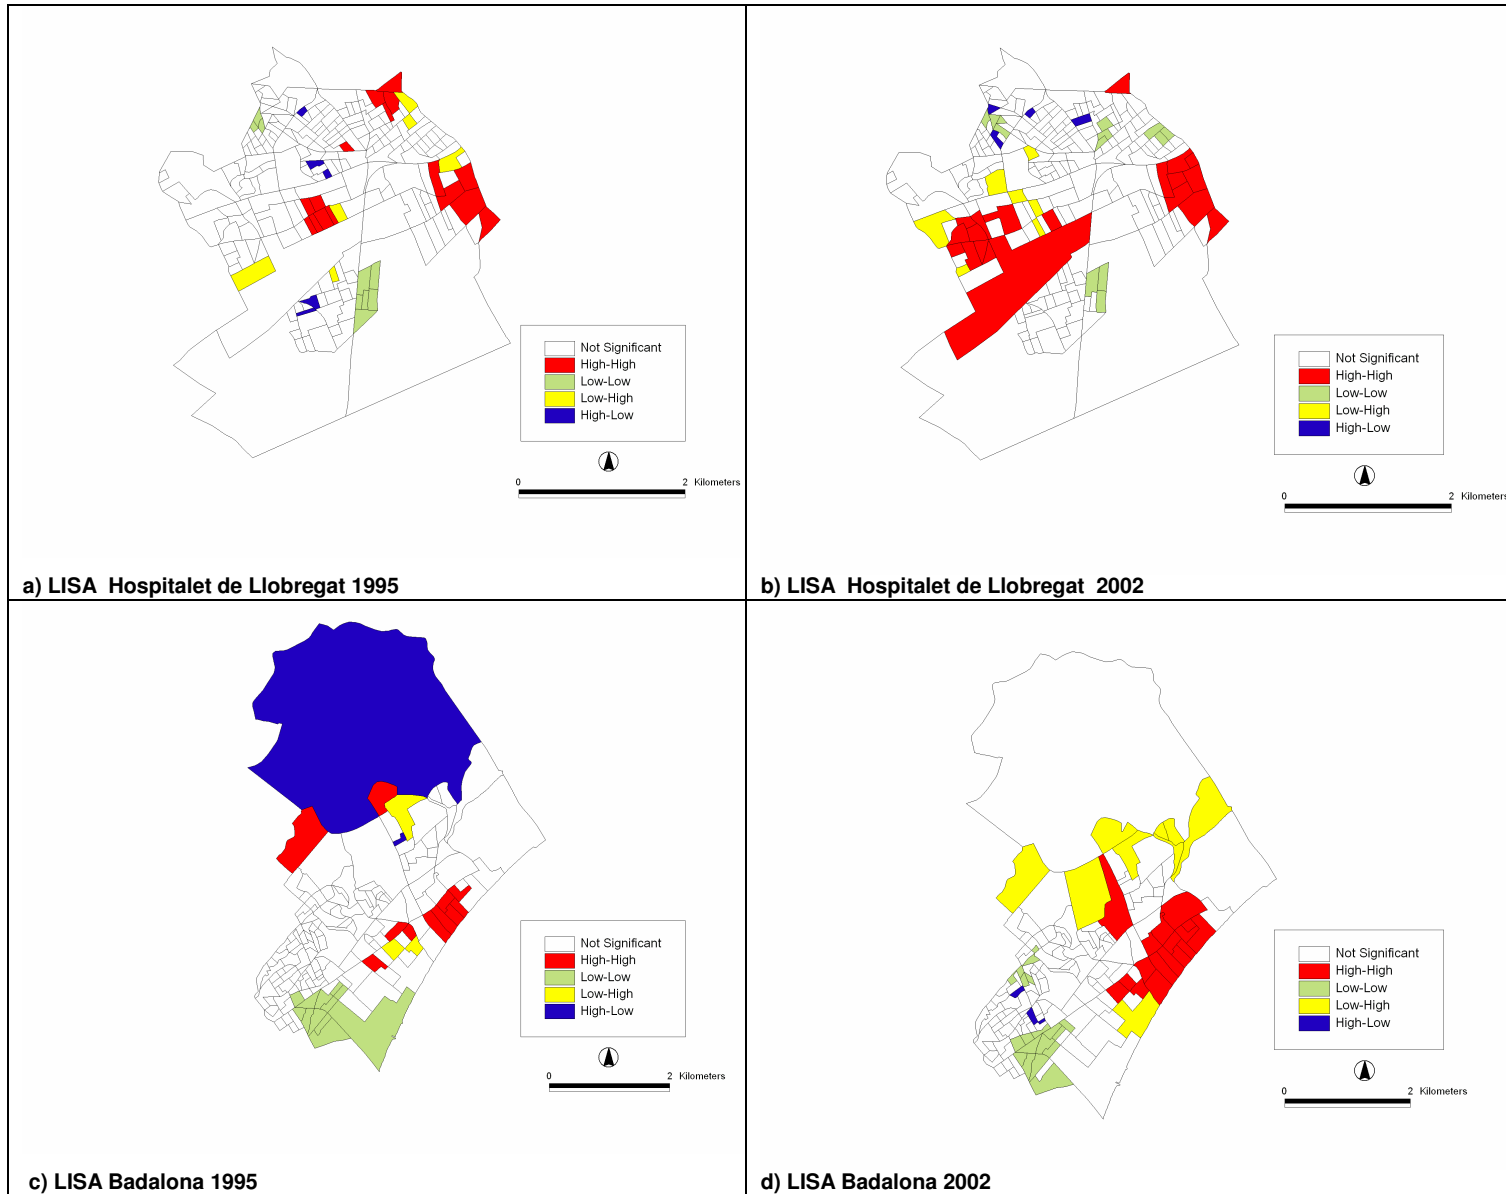 Not Significant
High-High
Low-Low
Low-High
High-Low
0 2 Kilometers
a) LISA Hospitalet de Llobregat 1995
Not Significant
High-High
Low-Low
Low-High
High-Low
0 2 Kilometers
b) LISA Hospitalet de Llobregat 2002
Not Significant
High-High
Low-Low
Low-High
High-Low
0 2 Kilometers
c) LISA Badalona 1995
Not Significant
High-High
Low-Low
Low-High
High-Low
0 2 Kilometers
d) LISA Badalona 2002